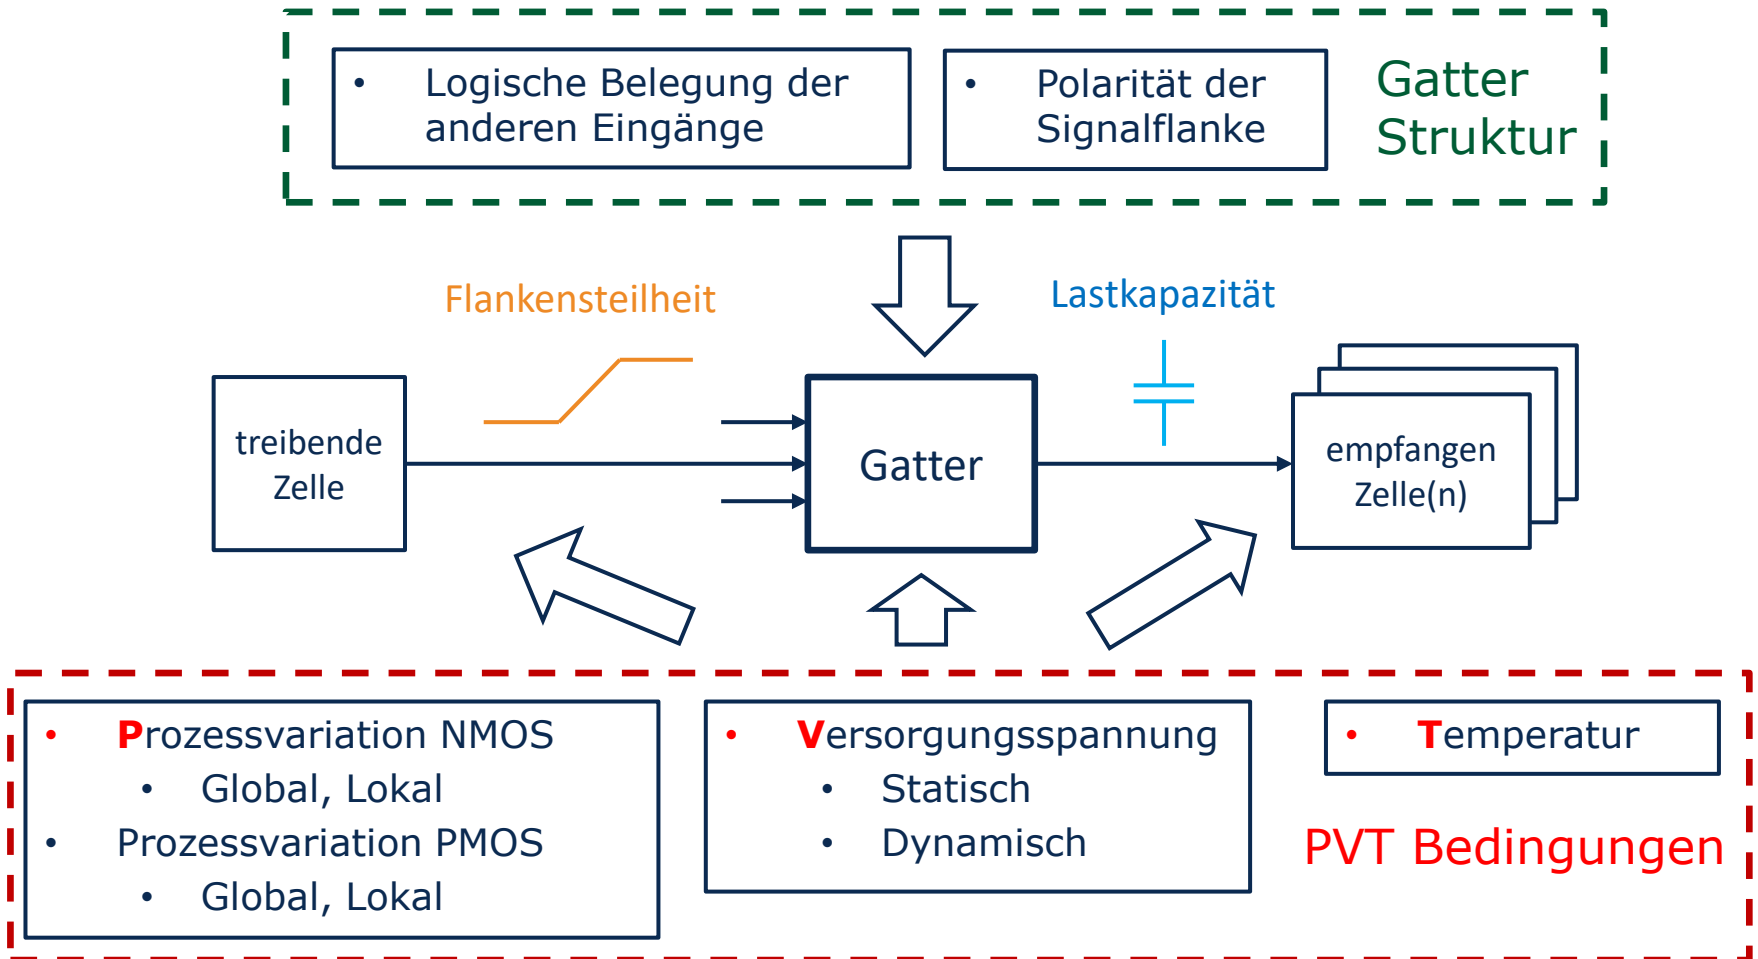 • Logische Belegung der
anderen Eingänge
• Polarität der
Signalflanke
Gatter
Struktur
Flankensteilheit
Lastkapazität
treibende
Zelle
Gatter
empfangen
Zelle(n)
• Prozessvariation NMOS
• Global, Lokal
• Prozessvariation PMOS
• Global, Lokal
• Versorgungsspannung
• Statisch
• Dynamisch
• Temperatur
PVT Bedingungen